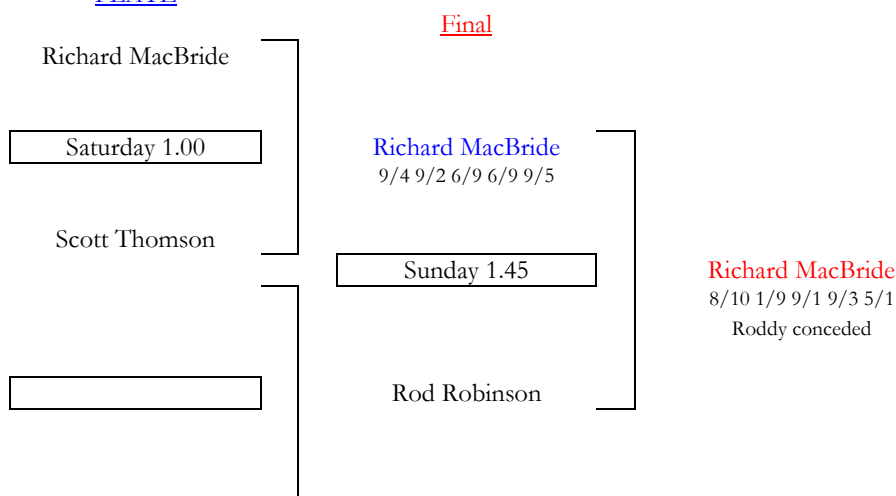 Final
Richard MacBride
Saturday 1.00
Richard MacBride
9/4 9/2 6/9 6/9 9/5
Scott Thomson
Sunday 1.45
Richard MacBride
8/10 1/9 9/1 9/3 5/1
Roddy conceded
Rod Robinson